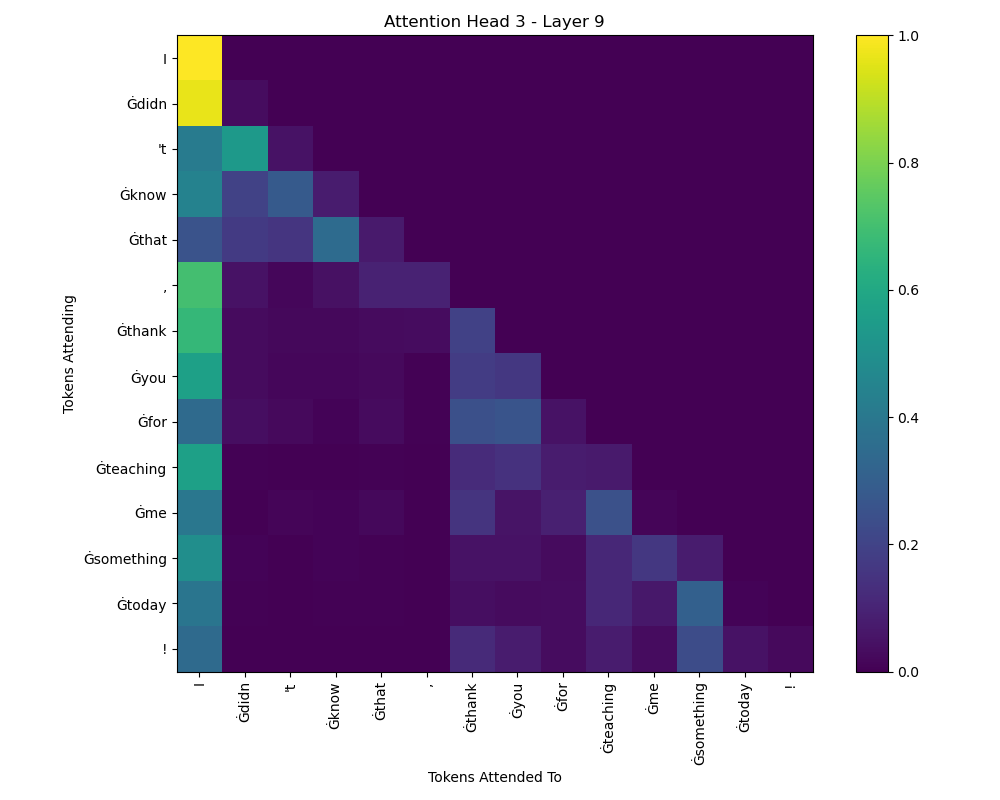 Attention Head 3 - Layer 9
I
Ġdidn
't
Ġknow
Ġthat
,
Ġthank
Ġyou
Ġfor
Ġteaching
Ġme
Ġsomething
Ġtoday
!
Tokens Attending
I
Ġdidn
't
Ġknow
Ġthat
,
Ġthank
Ġyou
Ġfor
Ġteaching
Ġme
Ġsomething
Ġtoday
!
Tokens Attended To
1.0
0.8
0.6
0.4
0.2
0.0